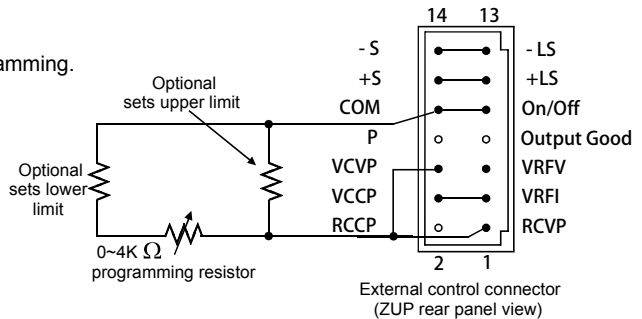 amming.
14 13
- S - LS
+S +LS
COM On/Off
P Output Good
VCVP VRFV
VCCP VRFI
RCCP RCVP
2 1
Optional
sets upper limit
Optional
sets lower
limit
0~4K Ω
programming resistor
External control connector
(ZUP rear panel view)